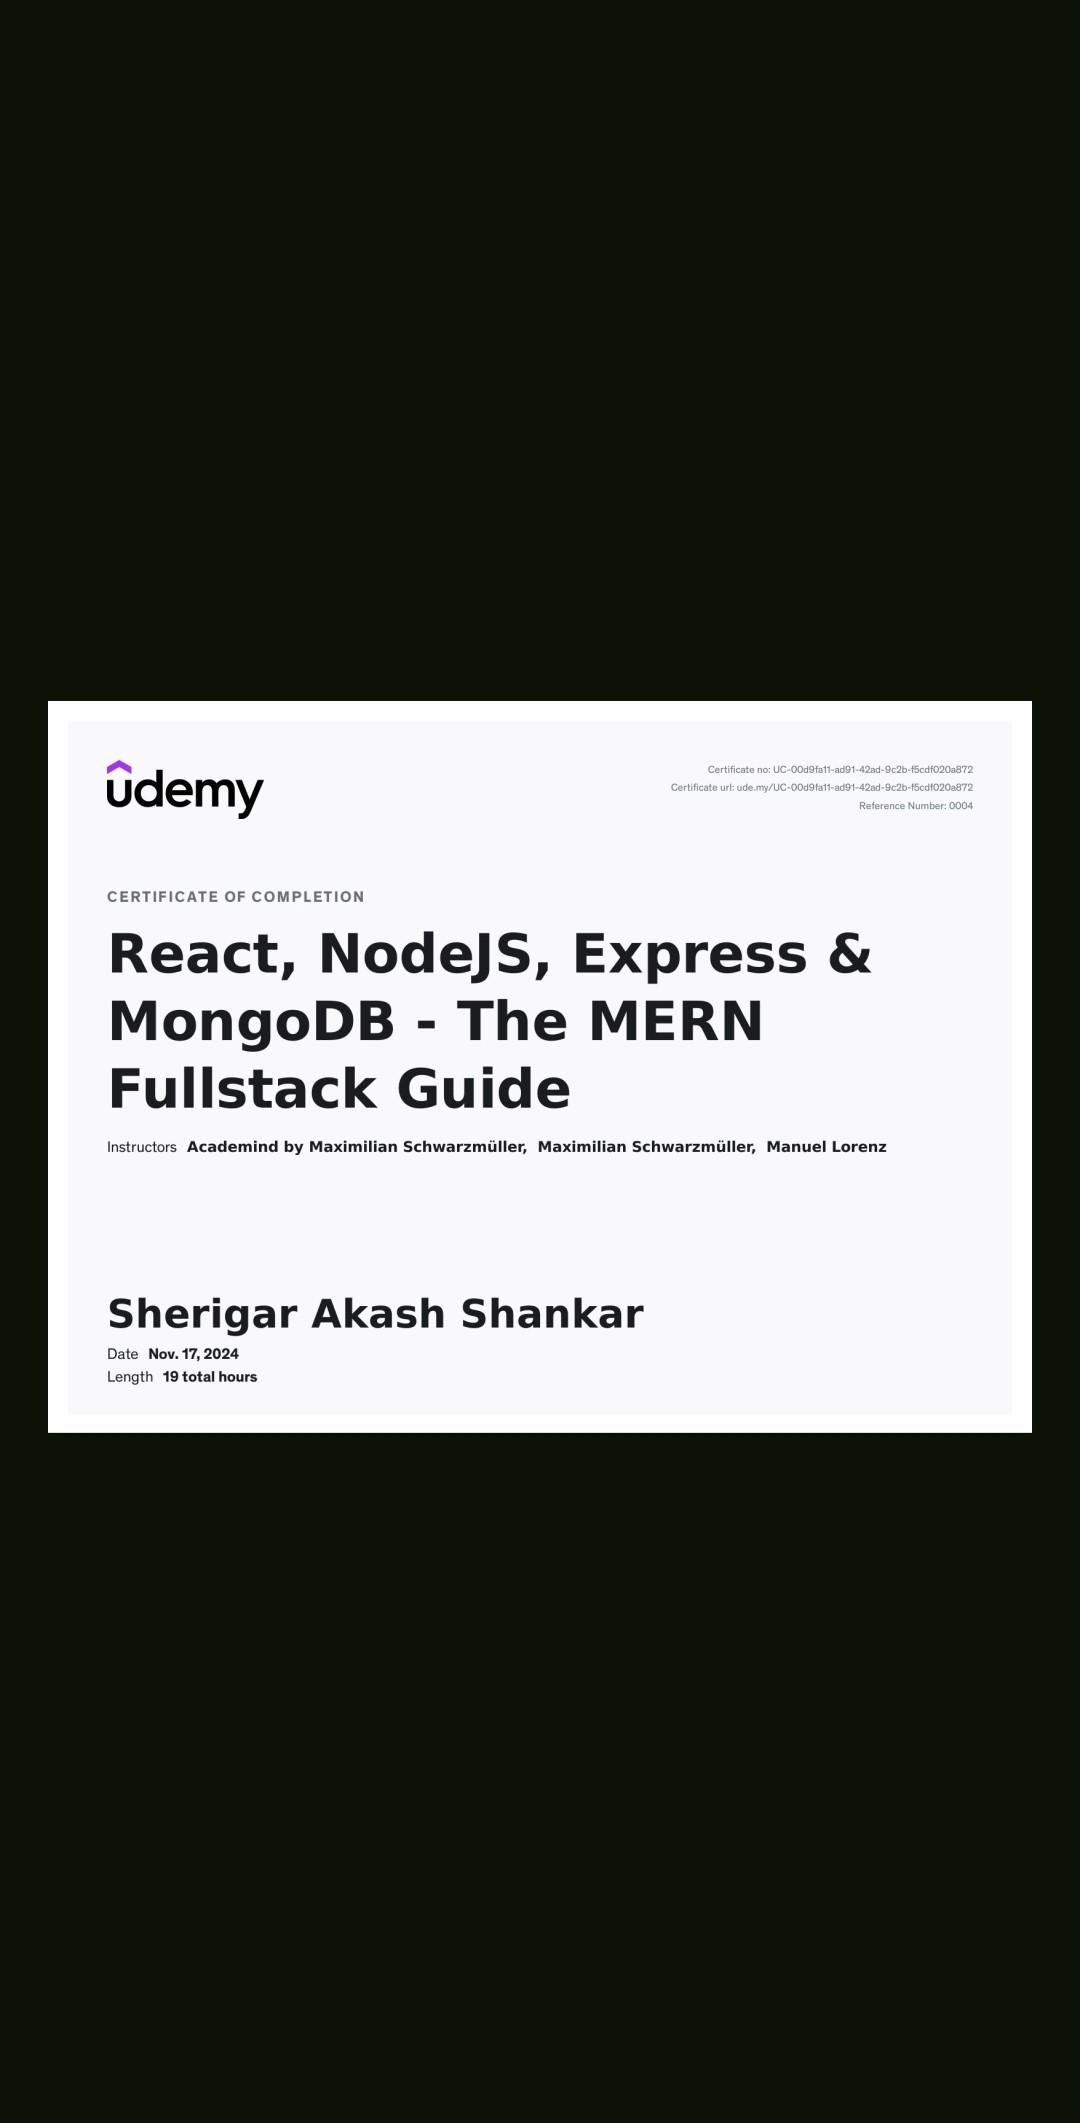 udemy
Certificate no: UC-00d9fa11-ad91-42ad-9c2b-f5cdf020a872
Certificate url: ude.my/UC-00d9fa11-ad91-42ad-9c2b-f5cdf020a872
Reference Number: 0004
CERTIFICATE OF COMPLETION
React, NodeJS, Express &
MongoDB - The MERN
Fullstack Guide
Instructors Academind by Maximilian Schwarzmüller, Maximilian Schwarzmüller, Manuel Lorenz
Sherigar Akash Shankar
Date Nov. 17, 2024
Length 19 total hours